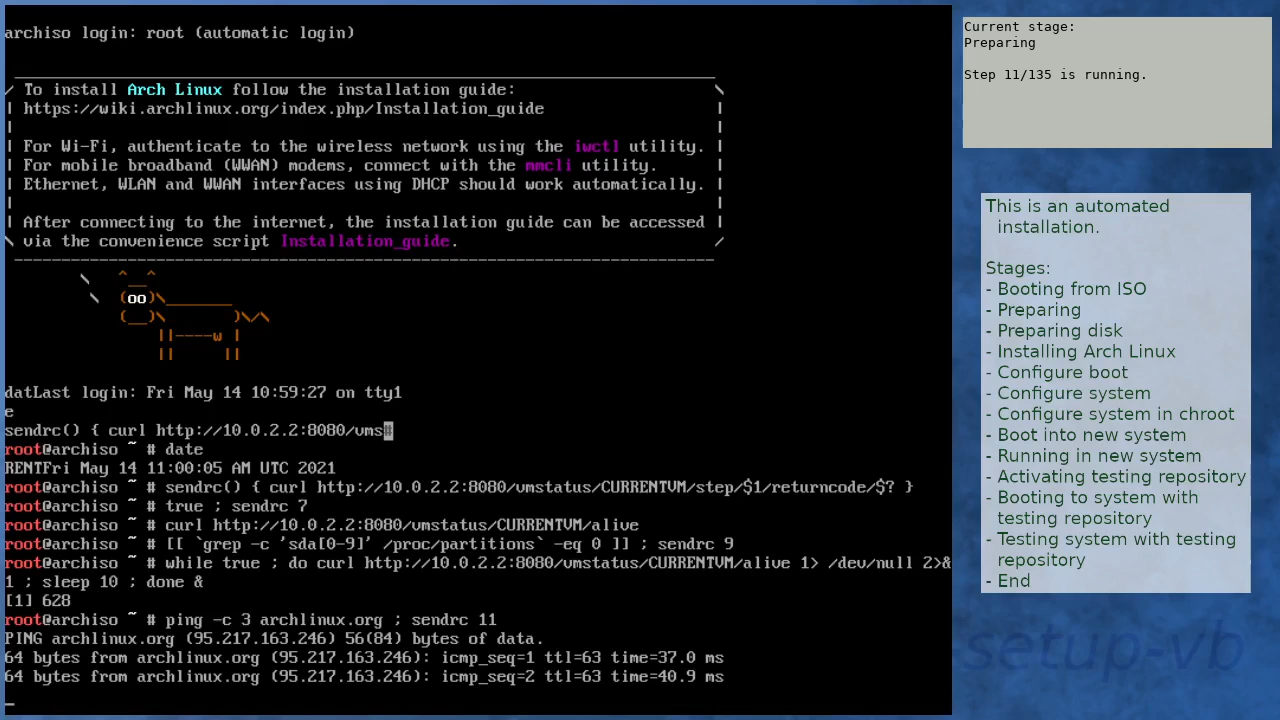 archiso login: root (automatic login)
To install Arch Linux follow the installation guide:
https://wiki.archlinux.org/index.php/Installation_guide
For Wi-Fi, authenticate to the wireless network using the iwctl utility.
For mobile broadband (WWAN) modems, connect with the mmcli utility.
Ethernet, WLAN and WWAN interfaces using DHCP should work automatically.
After connecting to the internet, the installation guide can be accessed
via the convenience script Installation_guide.
datLast login: Fri May 14 10:59:27 on tty1
e
sendrc() { curl http://10.0.2.2:8080/vms#
root@archiso ~ # date
RENTFri May 14 11:00:05 AM UTC 2021
root@archiso ~ # sendrc() { curl http://10.0.2.2:8080/vmstatus/CURRENTVM/step/$1/returncode/$? }
root@archiso ~ # true ; sendrc 7
root@archiso ~ # curl http://10.0.2.2:8080/vmstatus/CURRENTVM/alive
root@archiso ~ # [[ `grep -c 'sda[0-9]' /proc/partitions` -eq 0 ]] ; sendrc 9
root@archiso ~ # while true ; do curl http://10.0.2.2:8080/vmstatus/CURRENTVM/alive 1> /dev/null 2>&
1 ; sleep 10 ; done &
[1] 628
root@archiso ~ # ping -c 3 archlinux.org ; sendrc 11
PING archlinux.org (95.217.163.246) 56(84) bytes of data.
64 bytes from archlinux.org (95.217.163.246): icmp_seq=1 ttl=63 time=37.0 ms
64 bytes from archlinux.org (95.217.163.246): icmp_seq=2 ttl=63 time=40.9 ms
Current stage:
Preparing
Step 11/135 is running.
This is an automated
installation.
Stages:
- Booting from ISO
- Preparing
- Preparing disk
- Installing Arch Linux
- Configure boot
- Configure system
- Configure system in chroot
- Boot into new system
- Running in new system
- Activating testing repository
- Booting to system with
testing repository
- Testing system with testing
repository
- End
setup-vb